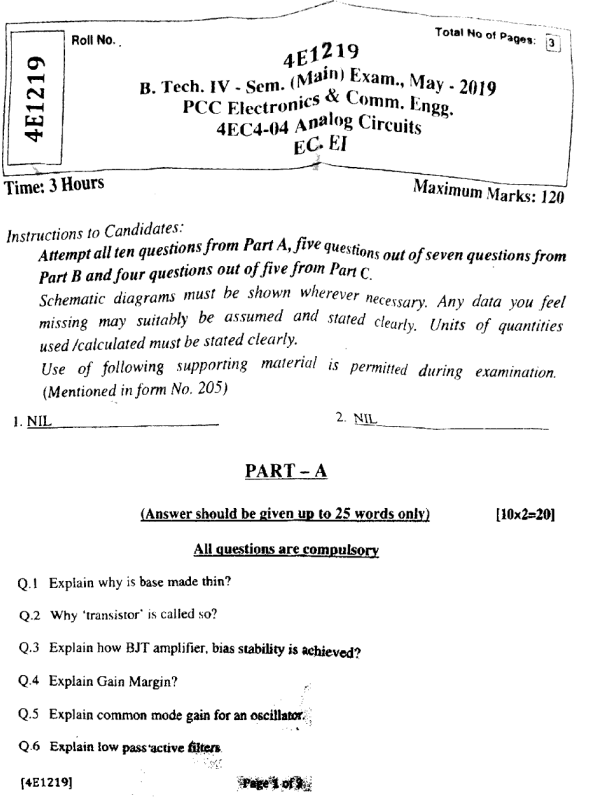 4E1219
Roll No.
Total No of Pages: 3
4E1219
B. Tech. IV - Sem. (Main) Exam., May - 2019
PCC Electronics & Comm. Engg.
4EC4-04 Analog Circuits
EC. EI
Time: 3 Hours
Maximum Marks: 120
Instructions to Candidates:
Attempt all ten questions from Part A, five questions out of seven questions from
Part B and four questions out of five from Part C.
Schematic diagrams must be shown wherever necessary. Any data you feel
missing may suitably be assumed and stated clearly. Units of quantities
used /calculated must be stated clearly.
Use of following supporting material is permitted during examination.
(Mentioned in form No. 205)
1. NIL
2. NIL
PART – A
(Answer should be given up to 25 words only) [10x2=20]
All questions are compulsory
Q.1 Explain why is base made thin?
Q.2 Why ‘transistor’ is called so?
Q.3 Explain how BJT amplifier, bias stability is achieved?
Q.4 Explain Gain Margin?
Q.5 Explain common mode gain for an oscillator.
Q.6 Explain low pass active filters
[4E1219]
Page 1 of